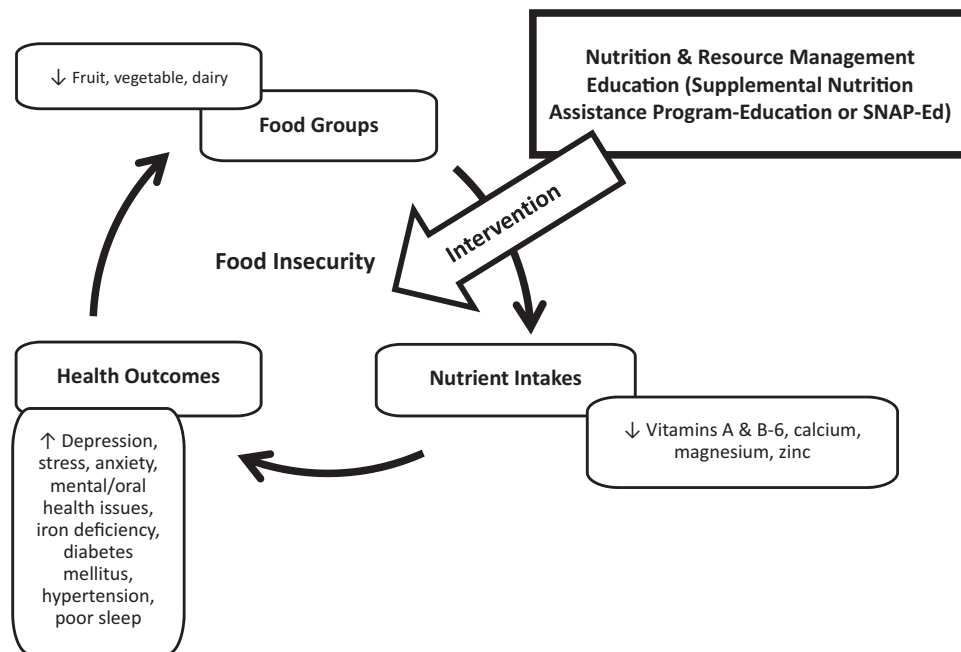 ↓ Fruit, vegetable, dairy
Food Groups
Nutrition & Resource Management
Education (Supplemental Nutrition
Assistance Program-Education or SNAP-Ed)
Intervention
Food Insecurity
Health Outcomes
↑ Depression,
stress, anxiety,
mental/oral
health issues,
iron deficiency,
diabetes
mellitus,
hypertension,
poor sleep
Nutrient Intakes
↓ Vitamins A & B-6, calcium,
magnesium, zinc